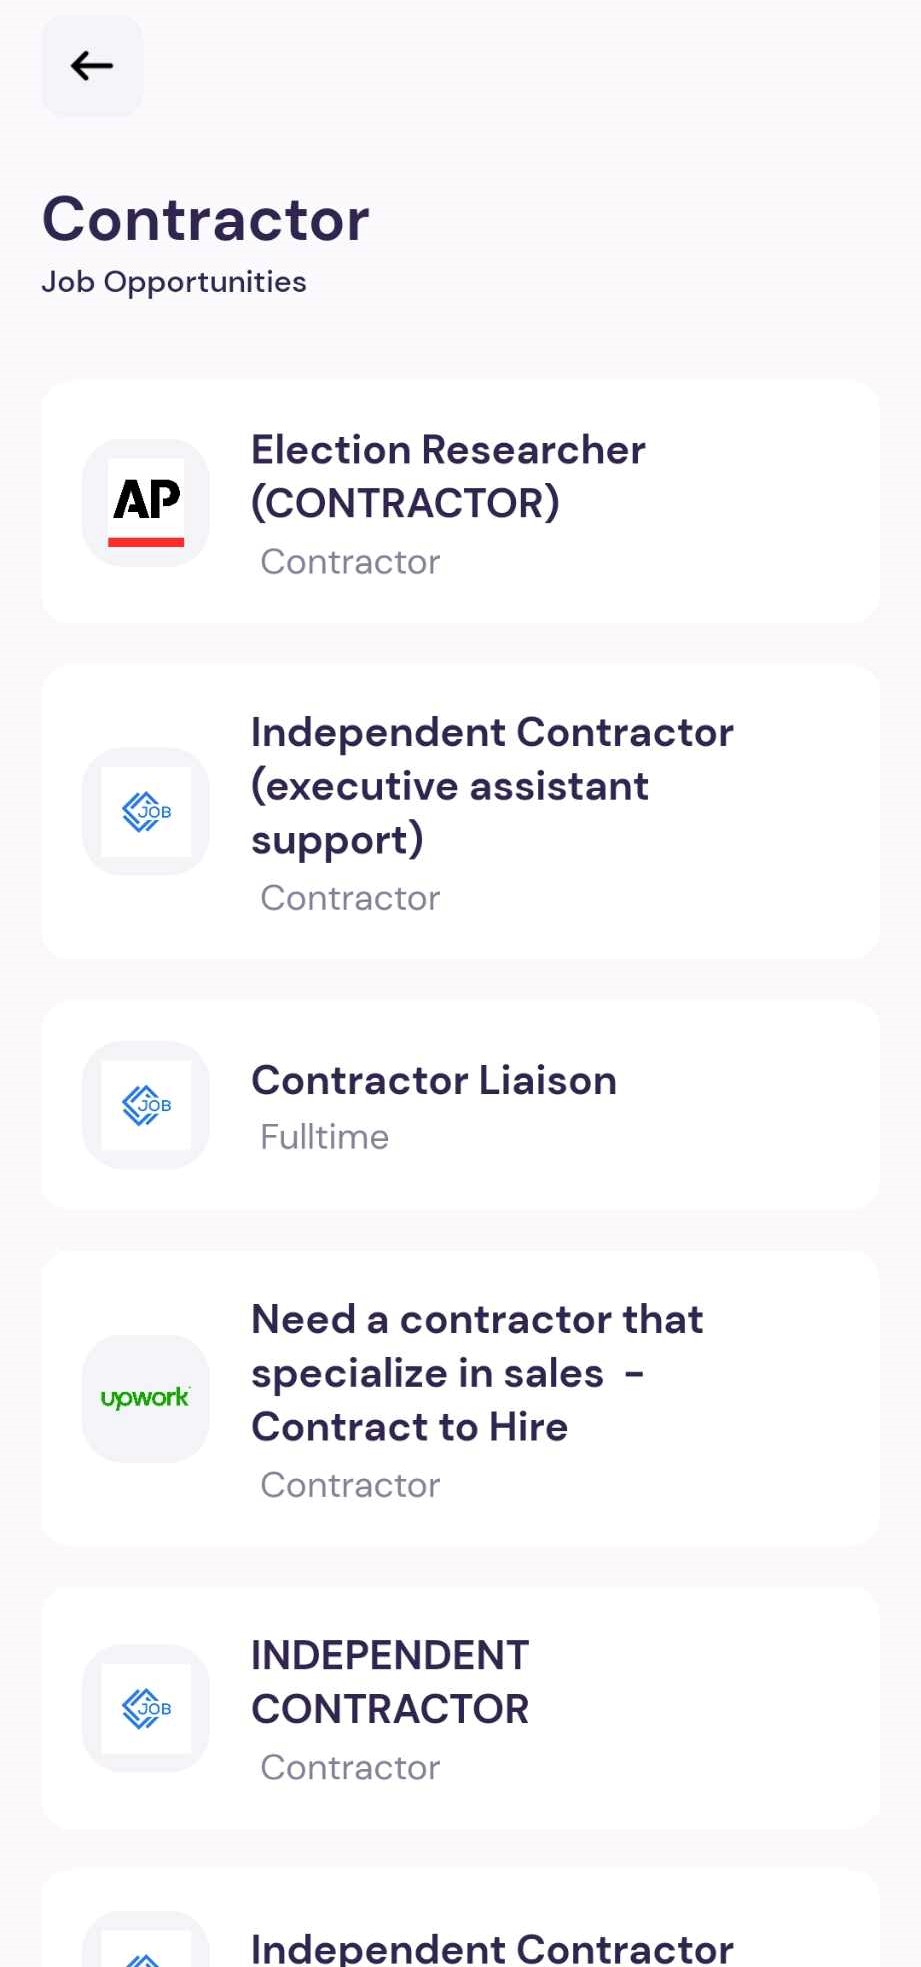 Contractor
Job Opportunities
AP
Election Researcher
(CONTRACTOR)
Contractor
JOB
Independent Contractor
(executive assistant
support)
Contractor
JOB
Contractor Liaison
Fulltime
upwork
Need a contractor that
specialize in sales  -
Contract to Hire
Contractor
JOB
INDEPENDENT
CONTRACTOR
Contractor
Independent Contractor